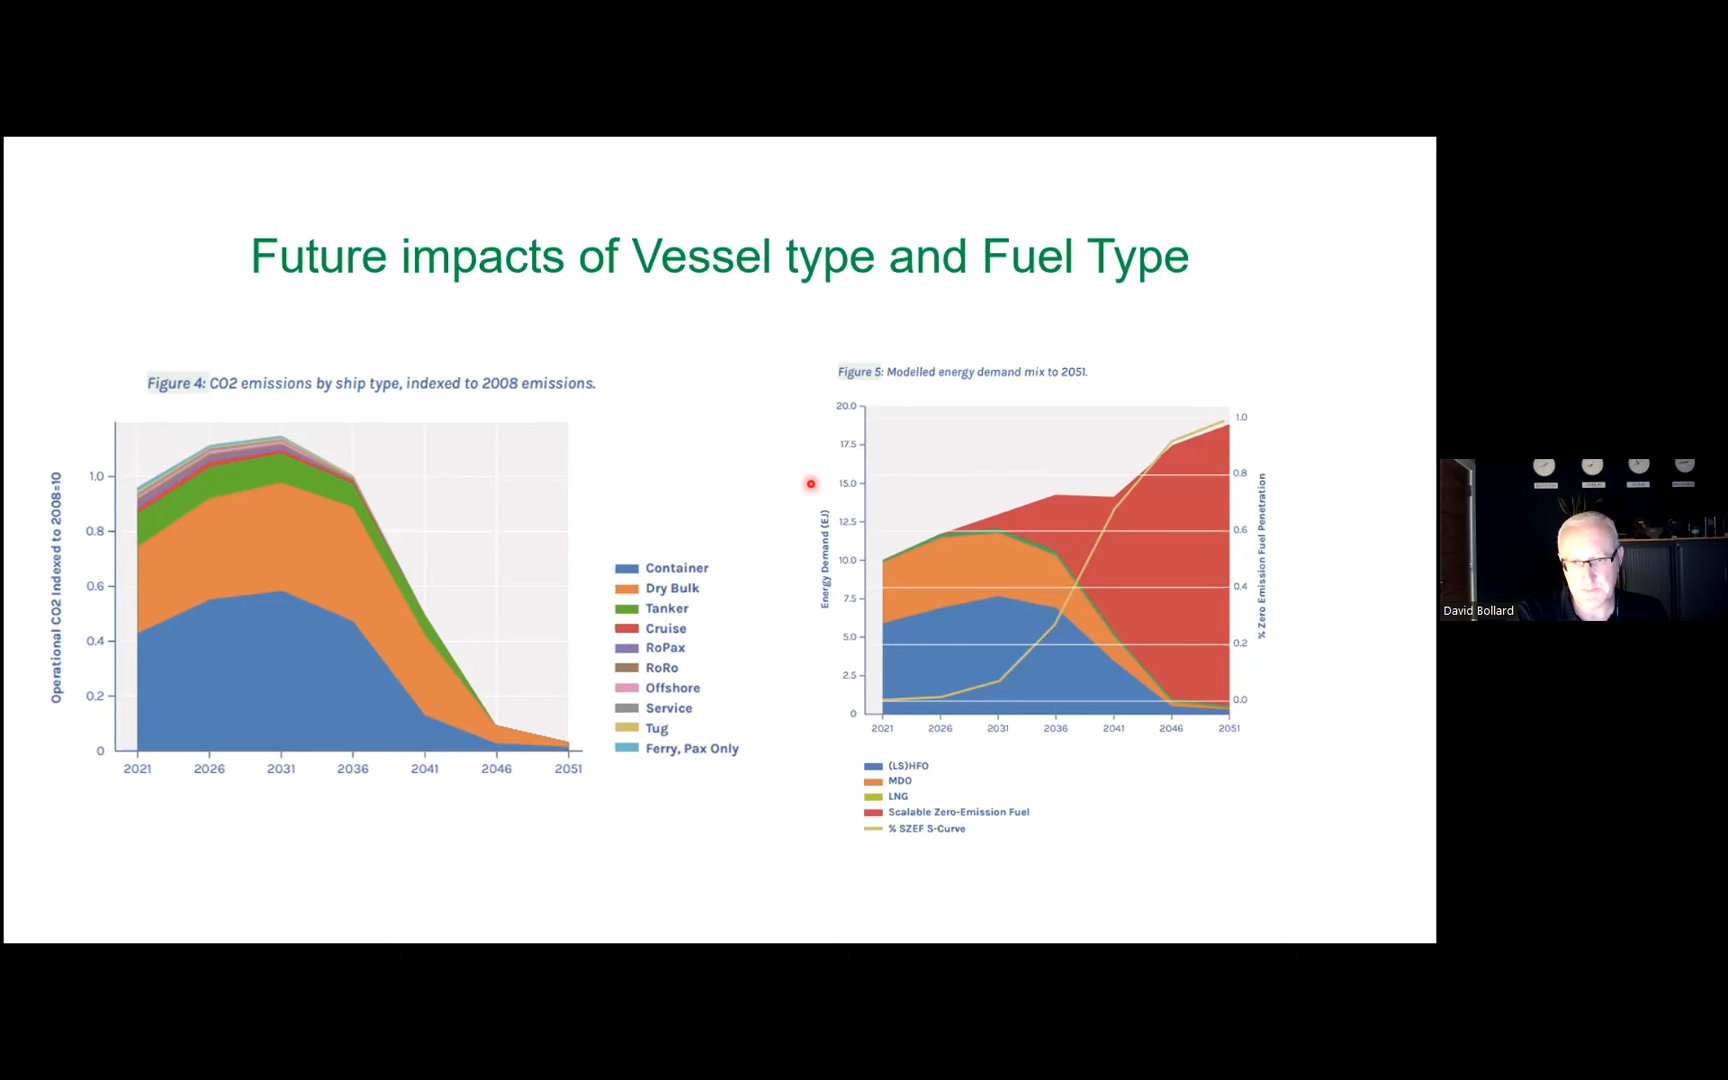 Future impacts of Vessel type and Fuel Type
Figure 4: CO2 emissions by ship type, indexed to 2008 emissions.
Operational CO2 Indexed to 2008=10
1.0
0.8
0.6
0.4
0.2
0
2021 2026 2031 2036 2041 2046 2051
Container
Dry Bulk
Tanker
Cruise
RoPax
RoRo
Offshore
Service
Tug
Ferry, Pax Only
Figure 5: Modelled energy demand mix to 2051.
Energy Demand (EJ)
20.0
17.5
15.0
12.5
10.0
7.5
5.0
2.5
0
1.0
0.8
0.6
0.4
0.2
0.0
% Zero Emission Fuel Penetration
2021 2026 2031 2036 2041 2046 2051
(LS)HFO
MDO
LNG
Scalable Zero-Emission Fuel
% SZEF S-Curve
David Bollard